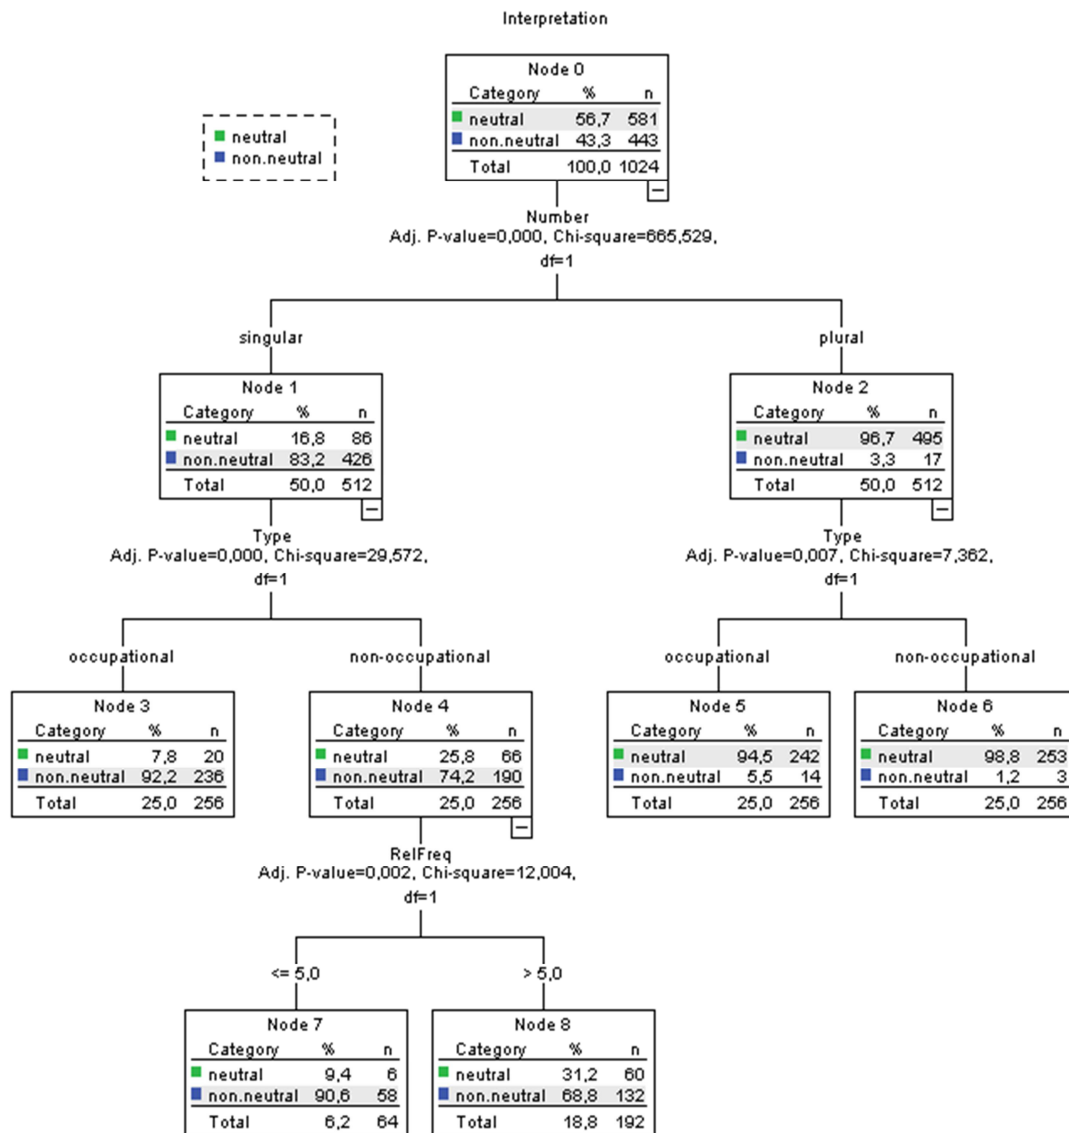 Interpretation
neutral
non.neutral
Node 0
Category % n
neutral 56,7 581
non.neutral 43,3 443
Total 100,0 1024
Number
Adj. P-value=0,000, Chi-square=665,529,
df=1
singular
plural
Node 1
Category % n
neutral 16,8 86
non.neutral 83,2 426
Total 50,0 512
Node 2
Category % n
neutral 96,7 495
non.neutral 3,3 17
Total 50,0 512
Type
Adj. P-value=0,000, Chi-square=29,572,
df=1
Type
Adj. P-value=0,007, Chi-square=7,362,
df=1
occupational
non-occupational
occupational
non-occupational
Node 3
Category % n
neutral 7,8 20
non.neutral 92,2 236
Total 25,0 256
Node 4
Category % n
neutral 25,8 66
non.neutral 74,2 190
Total 25,0 256
Node 5
Category % n
neutral 94,5 242
non.neutral 5,5 14
Total 25,0 256
Node 6
Category % n
neutral 98,8 253
non.neutral 1,2 3
Total 25,0 256
RelFreq
Adj. P-value=0,002, Chi-square=12,004,
df=1
<= 5,0
> 5,0
Node 7
Category % n
neutral 9,4 6
non.neutral 90,6 58
Total 6,2 64
Node 8
Category % n
neutral 31,2 60
non.neutral 68,8 132
Total 18,8 192